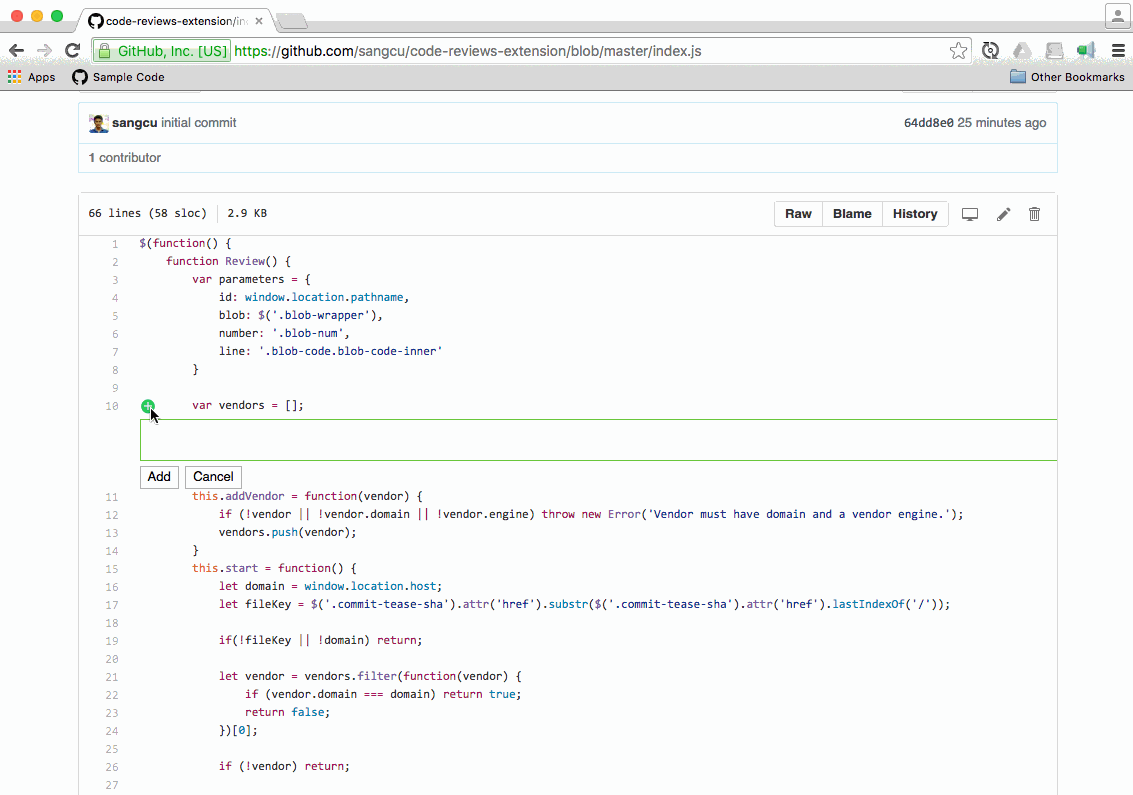 code-reviews-extension/in
GitHub, Inc. [US] https://github.com/sangcu/code-reviews-extension/blob/master/index.js
Apps Sample Code Other Bookmarks
sangcu initial commit 64dd8e0 25 minutes ago
1 contributor
66 lines (58 sloc) 2.9 KB Raw Blame History
1 $(function() {
2 function Review() {
3 var parameters = {
4 id: window.location.pathname,
5 blob: $('.blob-wrapper'),
6 number: '.blob-num',
7 line: '.blob-code.blob-code-inner'
8 }
9
10 var vendors = [];
Add Cancel
11 this.addVendor = function(vendor) {
12 if (!vendor || !vendor.domain || !vendor.engine) throw new Error('Vendor must have domain and a vendor engine.');
13 vendors.push(vendor);
14 }
15 this.start = function() {
16 let domain = window.location.host;
17 let fileKey = $('.commit-tease-sha').attr('href').substr($('.commit-tease-sha').attr('href').lastIndexOf('/'));
18
19 if(!fileKey || !domain) return;
20
21 let vendor = vendors.filter(function(vendor) {
22 if (vendor.domain === domain) return true;
23 return false;
24 })[0];
25
26 if (!vendor) return;
27